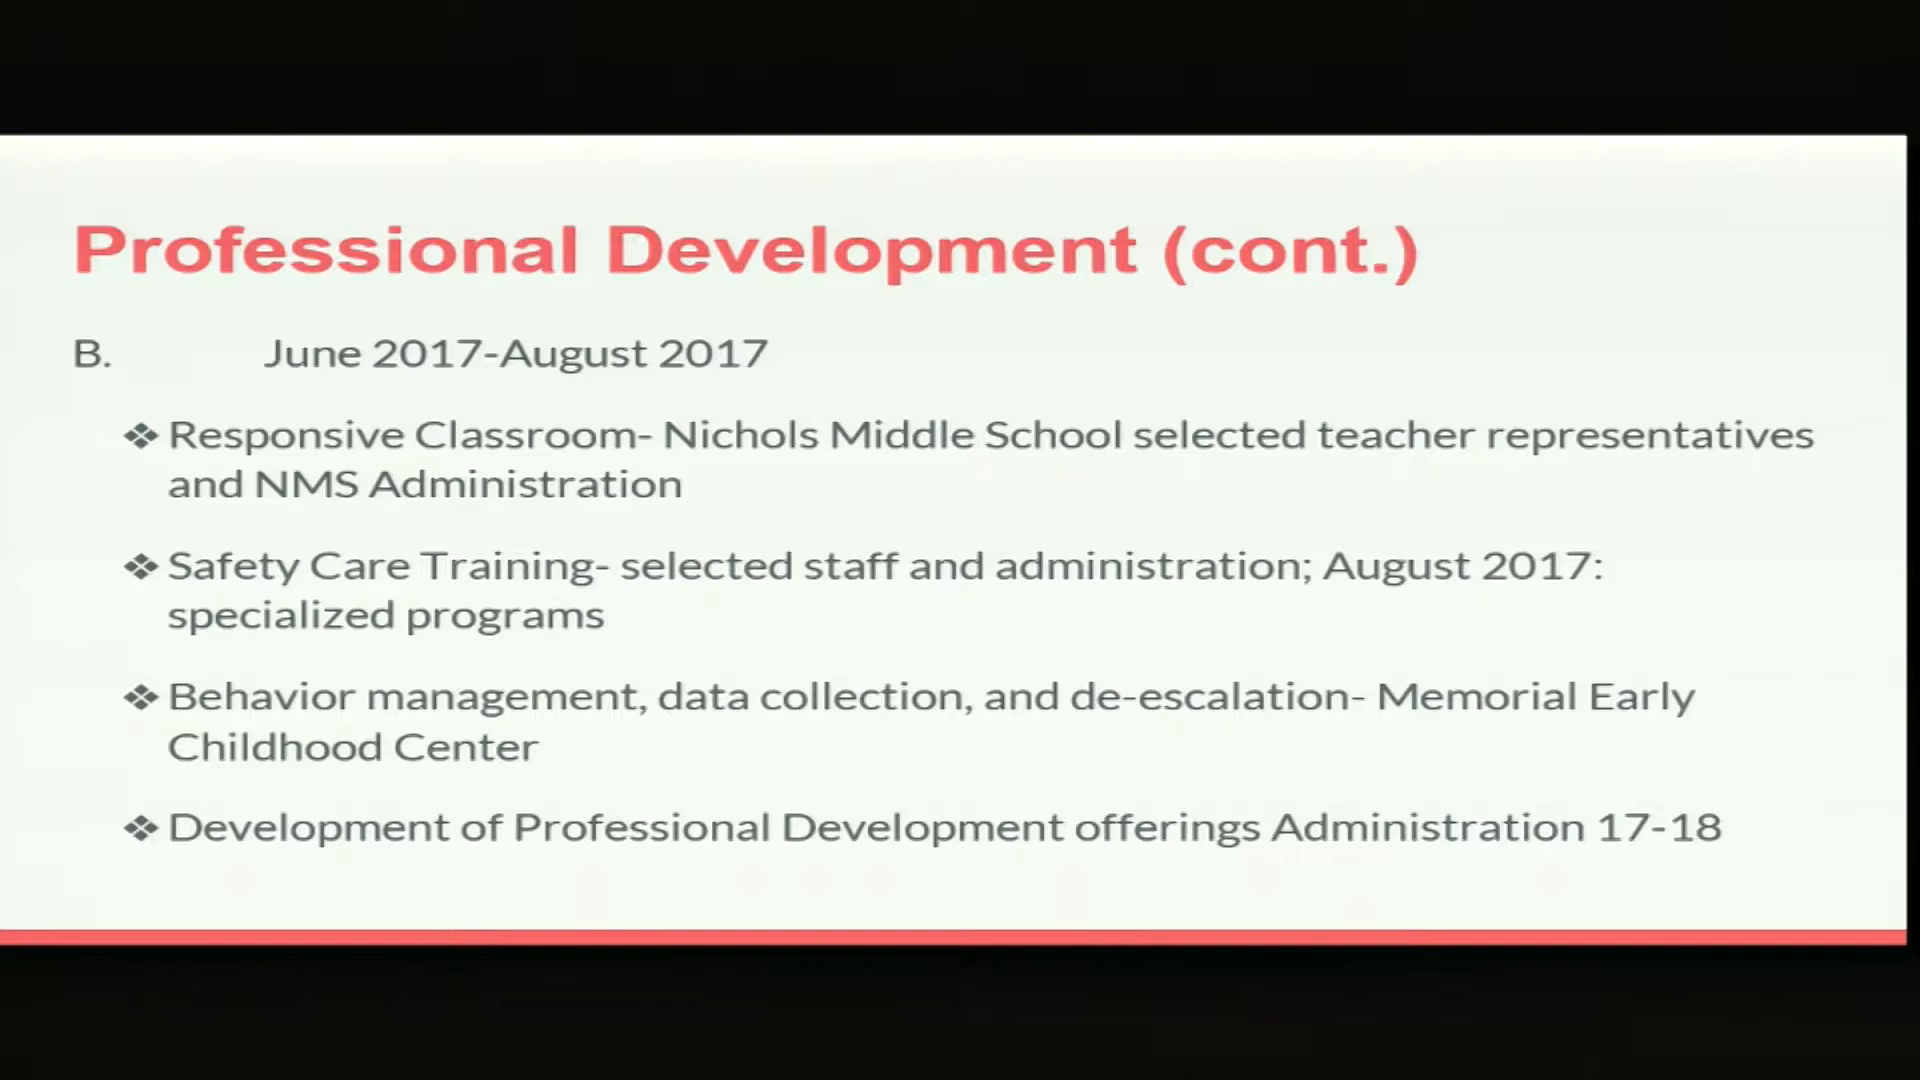 Professional Development (cont.)
B. June 2017-August 2017
❖ Responsive Classroom- Nichols Middle School selected teacher representatives
and NMS Administration
❖ Safety Care Training- selected staff and administration; August 2017:
specialized programs
❖ Behavior management, data collection, and de-escalation- Memorial Early
Childhood Center
❖ Development of Professional Development offerings Administration 17-18